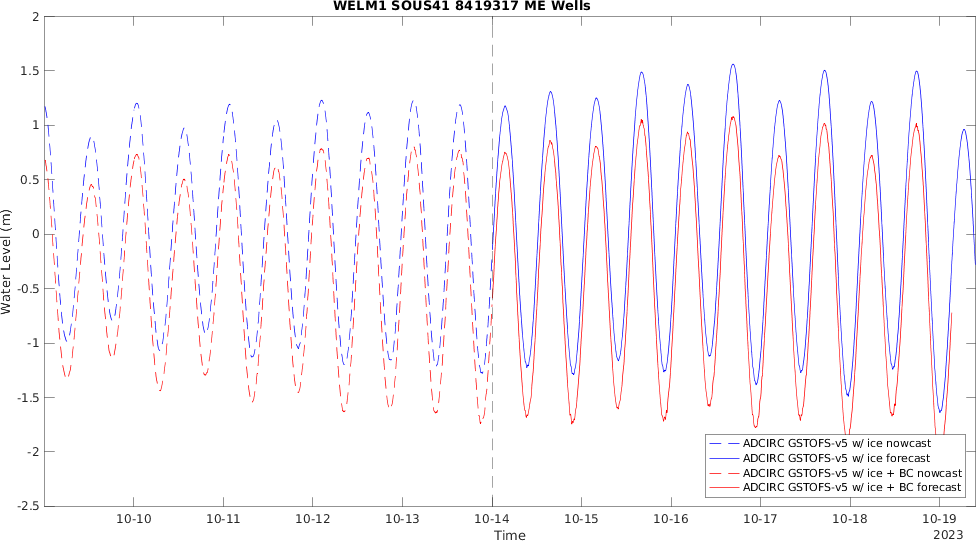 WELM1 SOUS41 8419317 ME Wells
2
1.5
1
0.5
0
-0.5
-1
-1.5
-2
-2.5
Water Level (m)
ADCIRC GSTOFS-v5 w/ ice nowcast
ADCIRC GSTOFS-v5 w/ ice forecast
ADCIRC GSTOFS-v5 w/ ice + BC nowcast
ADCIRC GSTOFS-v5 w/ ice + BC forecast
10-10 10-11 10-12 10-13 10-14 10-15 10-16 10-17 10-18 10-19
Time 2023